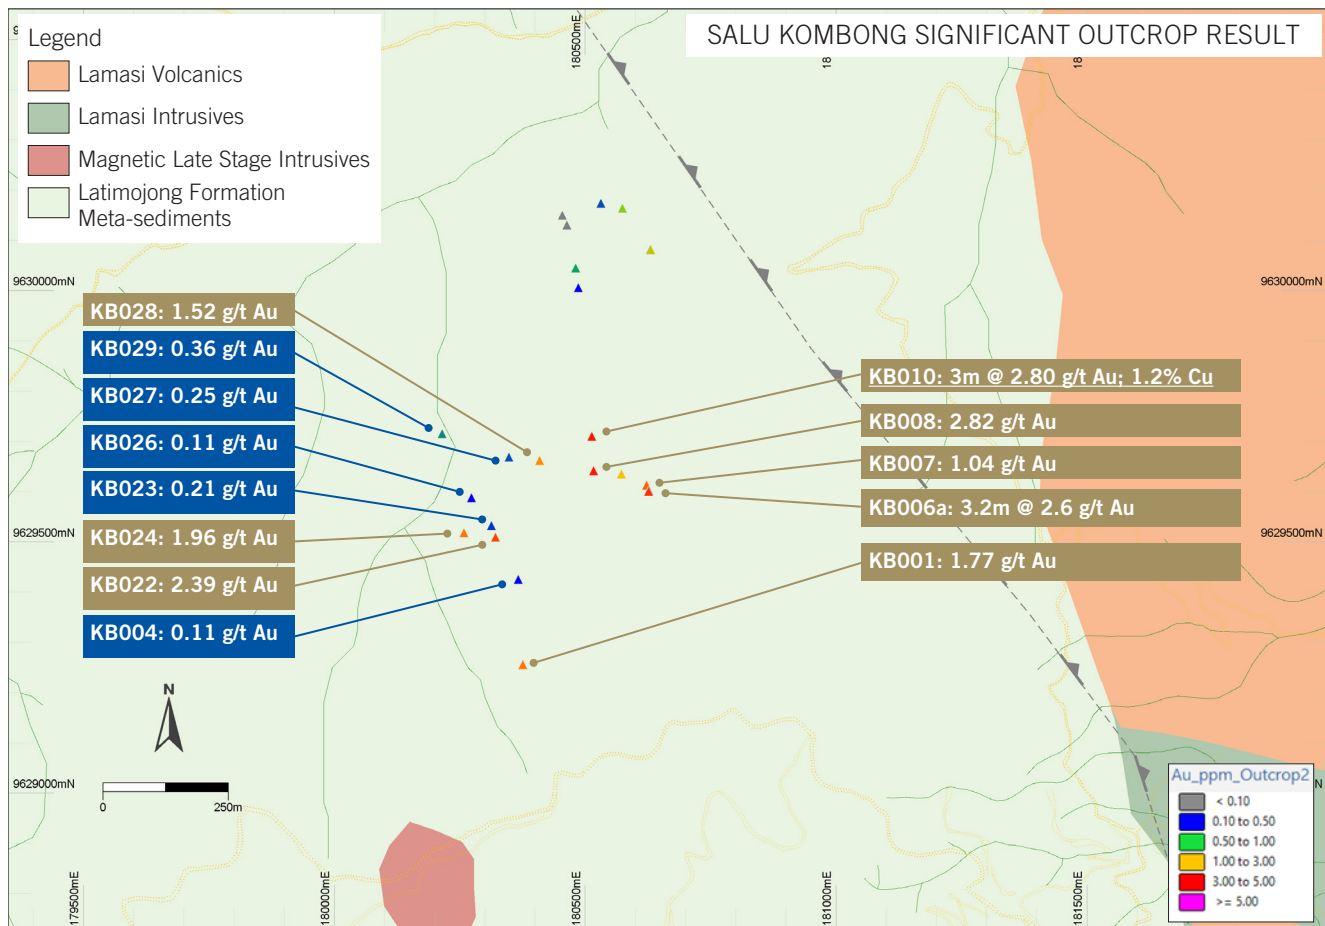 SALU KOMBONG SIGNIFICANT OUTCROP RESULT
Legend
Lamasi Volcanics
Lamasi Intrusives
Magnetic Late Stage Intrusives
Latimojong Formation
Meta-sediments
180500mE
9630000mN
9630000mN
KB028: 1.52 g/t Au
KB029: 0.36 g/t Au
KB027: 0.25 g/t Au
KB026: 0.11 g/t Au
KB023: 0.21 g/t Au
KB024: 1.96 g/t Au
KB022: 2.39 g/t Au
KB004: 0.11 g/t Au
KB010: 3m @ 2.80 g/t Au; 1.2% Cu
KB008: 2.82 g/t Au
KB007: 1.04 g/t Au
KB006a: 3.2m @ 2.6 g/t Au
KB001: 1.77 g/t Au
9629500mN
9629500mN
N
0
250m
9629000mN
N
179500mE
180000mE
180500mE
181000mE
181500mE
Au_ppm_Outcrop2
< 0.10
0.10 to 0.50
0.50 to 1.00
1.00 to 3.00
3.00 to 5.00
>= 5.00